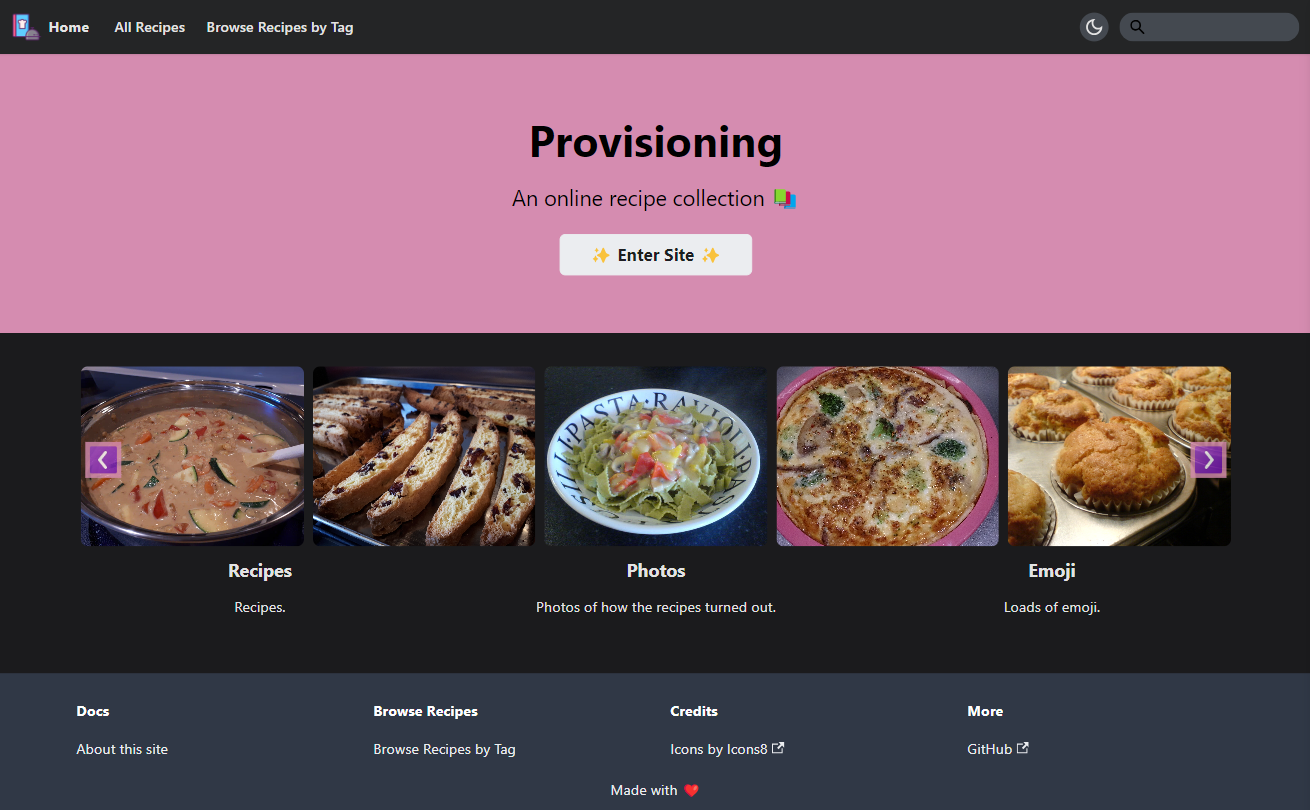 Home All Recipes Browse Recipes by Tag
Provisioning
An online recipe collection
✨ Enter Site ✨
PASTA · RAVIOLI
Recipes
Photos
Emoji
Recipes.
Photos of how the recipes turned out.
Loads of emoji.
Docs
Browse Recipes
Credits
More
About this site
Browse Recipes by Tag
Icons by Icons8
GitHub
Made with ❤️